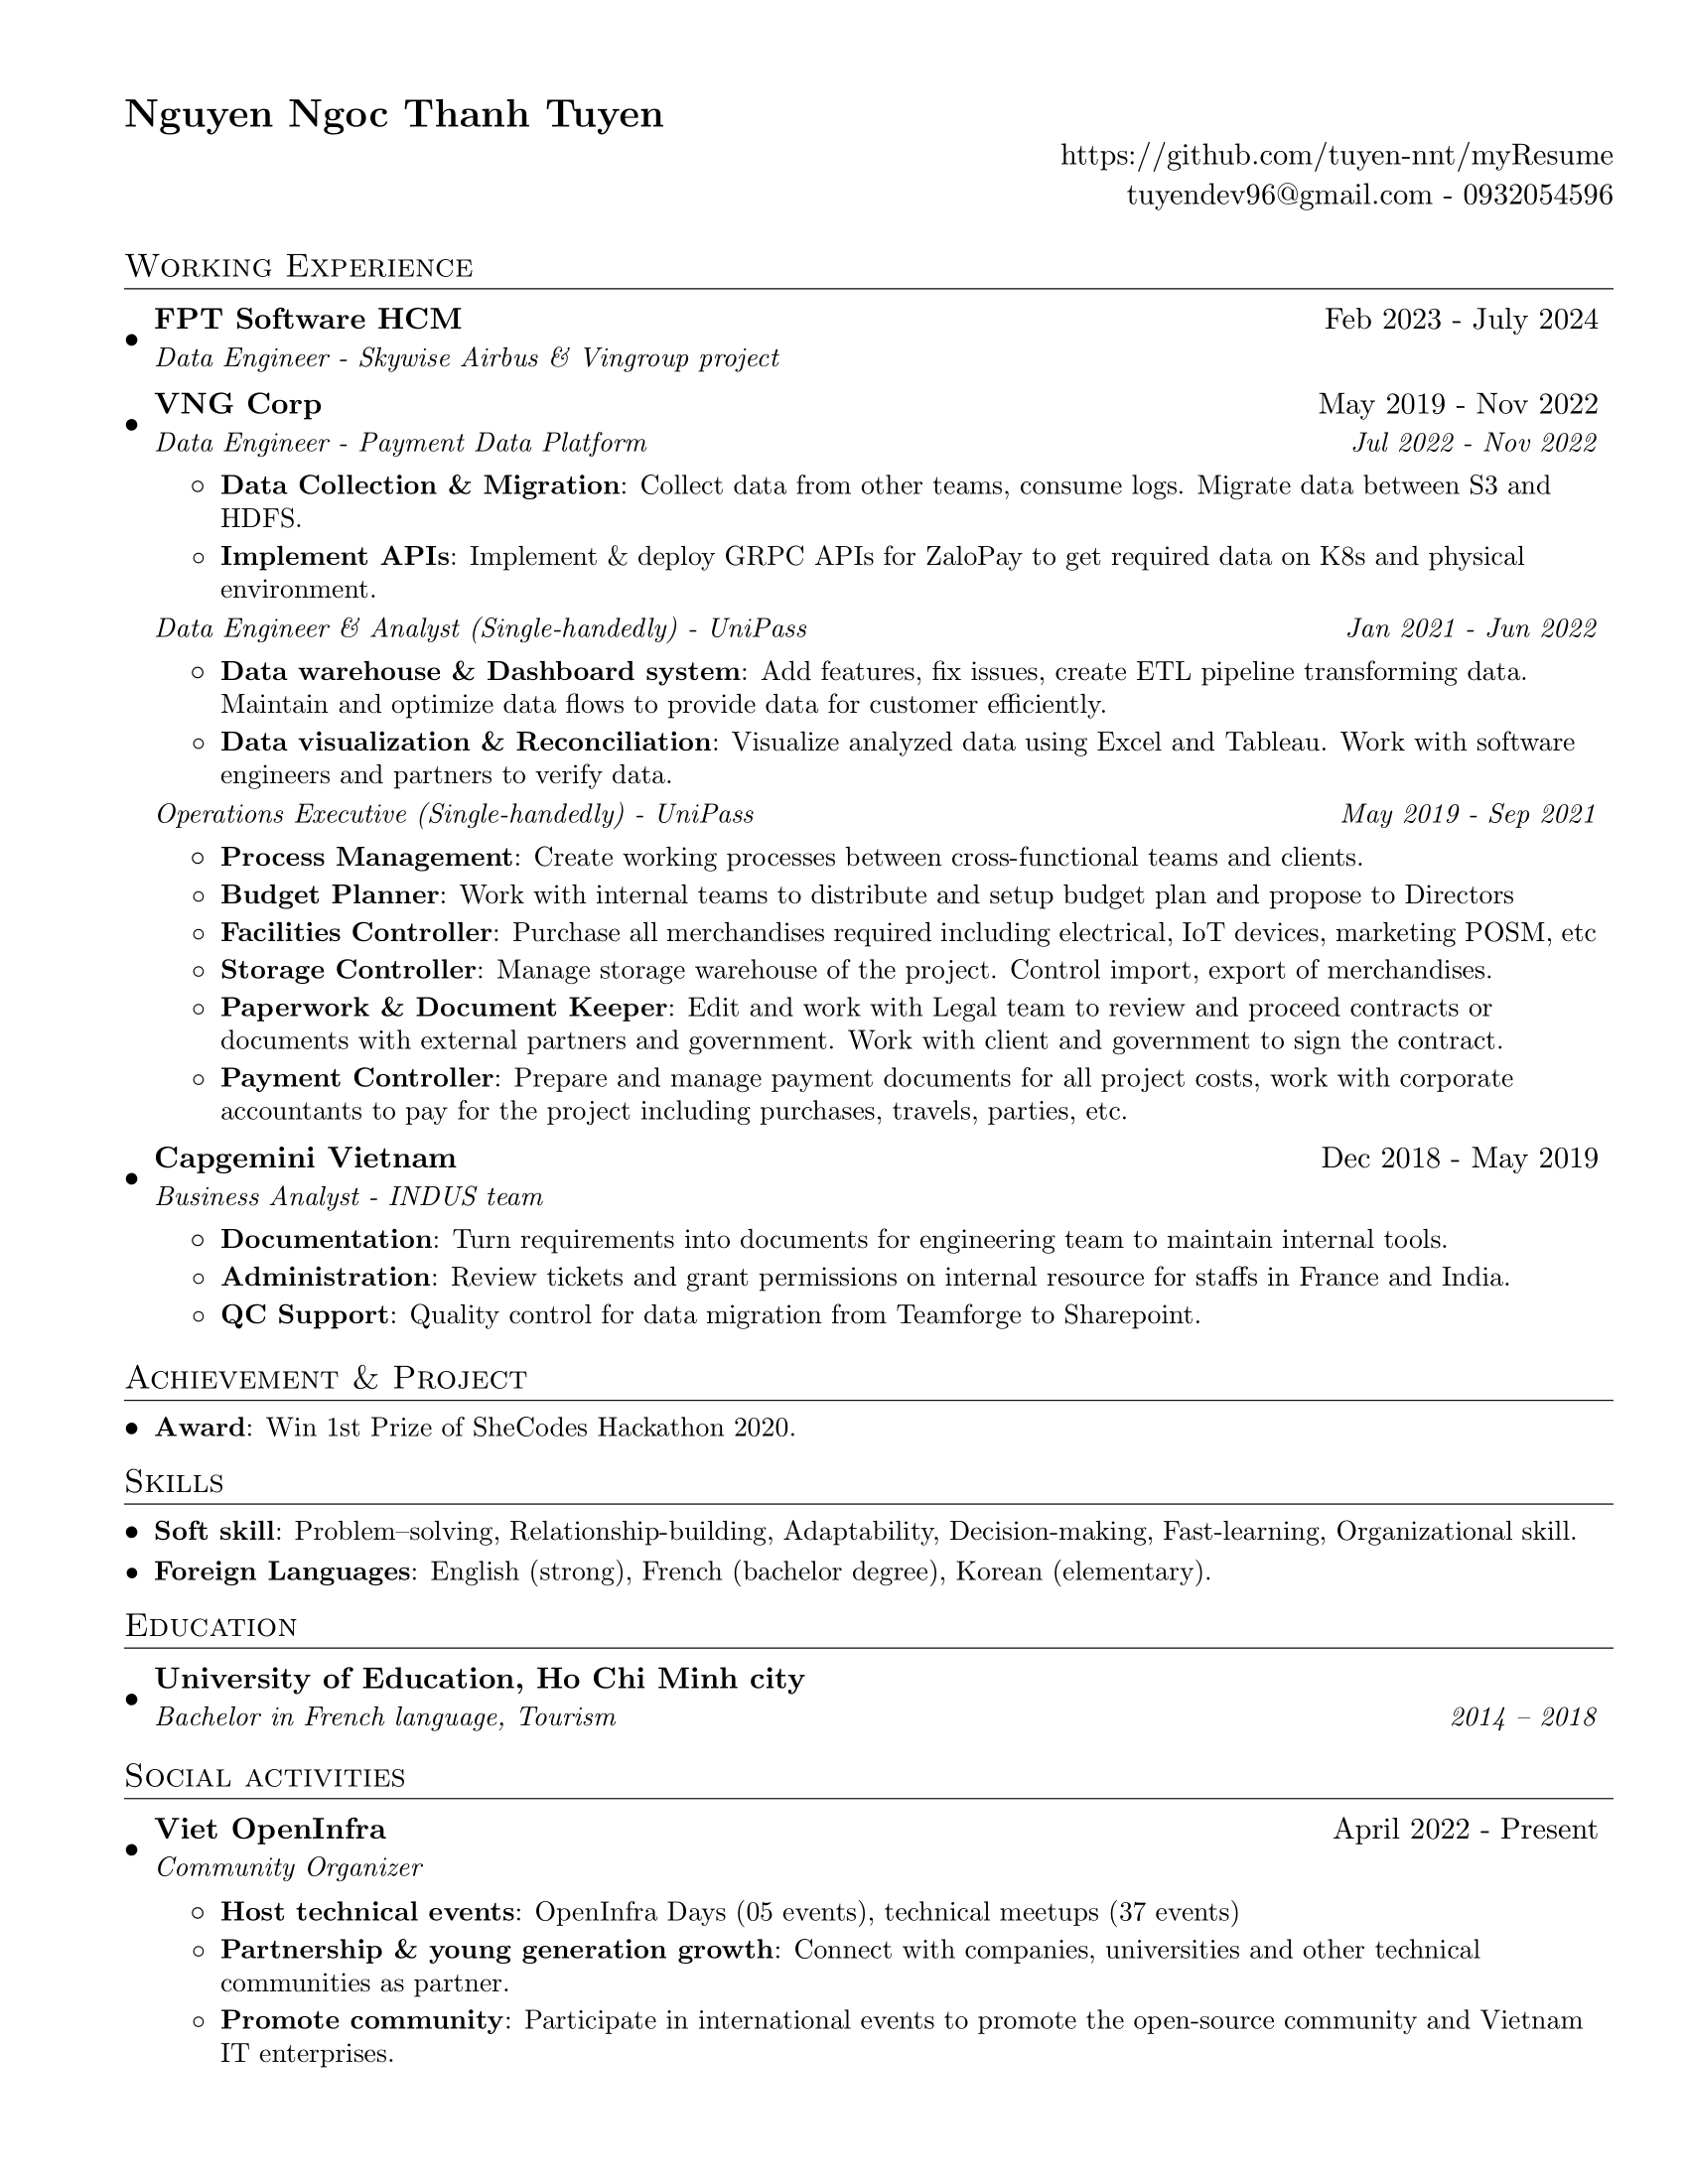 Nguyen Ngoc Thanh Tuyen
https://github.com/tuyen-nnt/myResume
tuyendev96@gmail.com - 0932054596
Working Experience
• FPT Software HCM Feb 2023 - July 2024
Data Engineer - Skywise Airbus & Vingroup project
• VNG Corp May 2019 - Nov 2022
Data Engineer - Payment Data Platform Jul 2022 - Nov 2022
○ Data Collection & Migration: Collect data from other teams, consume logs. Migrate data between S3 and
HDFS.
○ Implement APIs: Implement & deploy GRPC APIs for ZaloPay to get required data on K8s and physical
environment.
Data Engineer & Analyst (Single-handedly) - UniPass Jan 2021 - Jun 2022
○ Data warehouse & Dashboard system: Add features, fix issues, create ETL pipeline transforming data.
Maintain and optimize data flows to provide data for customer efficiently.
○ Data visualization & Reconciliation: Visualize analyzed data using Excel and Tableau. Work with software
engineers and partners to verify data.
Operations Executive (Single-handedly) - UniPass May 2019 - Sep 2021
○ Process Management: Create working processes between cross-functional teams and clients.
○ Budget Planner: Work with internal teams to distribute and setup budget plan and propose to Directors
○ Facilities Controller: Purchase all merchandises required including electrical, IoT devices, marketing POSM, etc
○ Storage Controller: Manage storage warehouse of the project. Control import, export of merchandises.
○ Paperwork & Document Keeper: Edit and work with Legal team to review and proceed contracts or
documents with external partners and government. Work with client and government to sign the contract.
○ Payment Controller: Prepare and manage payment documents for all project costs, work with corporate
accountants to pay for the project including purchases, travels, parties, etc.
• Capgemini Vietnam Dec 2018 - May 2019
Business Analyst - INDUS team
○ Documentation: Turn requirements into documents for engineering team to maintain internal tools.
○ Administration: Review tickets and grant permissions on internal resource for staffs in France and India.
○ QC Support: Quality control for data migration from Teamforge to Sharepoint.
Achievement & Project
• Award: Win 1st Prize of SheCodes Hackathon 2020.
Skills
• Soft skill: Problem–solving, Relationship-building, Adaptability, Decision-making, Fast-learning, Organizational skill.
• Foreign Languages: English (strong), French (bachelor degree), Korean (elementary).
Education
• University of Education, Ho Chi Minh city
Bachelor in French language, Tourism 2014 – 2018
Social activities
• Viet OpenInfra April 2022 - Present
Community Organizer
○ Host technical events: OpenInfra Days (05 events), technical meetups (37 events)
○ Partnership & young generation growth: Connect with companies, universities and other technical
communities as partner.
○ Promote community: Participate in international events to promote the open-source community and Vietnam
IT enterprises.